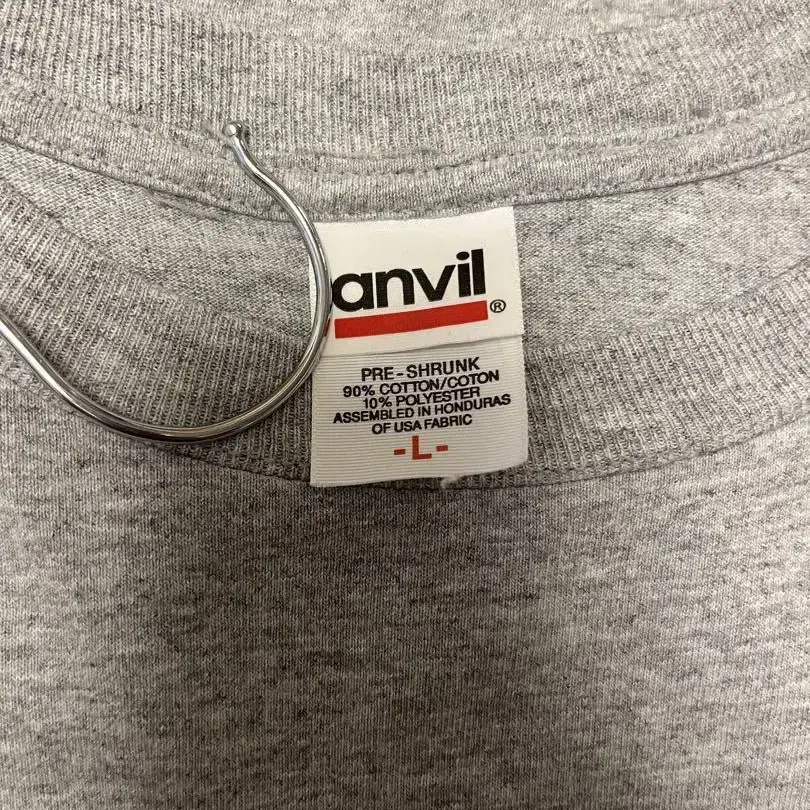 anvil
®
PRE-SHRUNK
90% COTTON/COTON
10% POLYESTER
ASSEMBLED IN HONDURAS
OF USA FABRIC
-L-